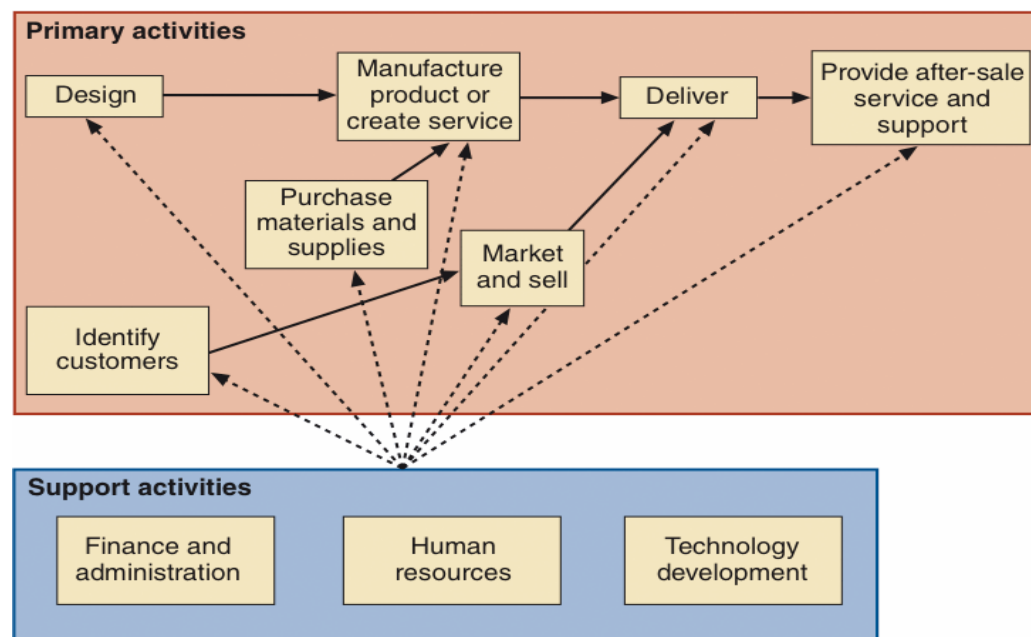 Primary activities
Design
Manufacture
product or
create service
Deliver
Provide after-sale
service and
support
Purchase
materials and
supplies
Market
and sell
Identify
customers
Support activities
Finance and
administration
Human
resources
Technology
development